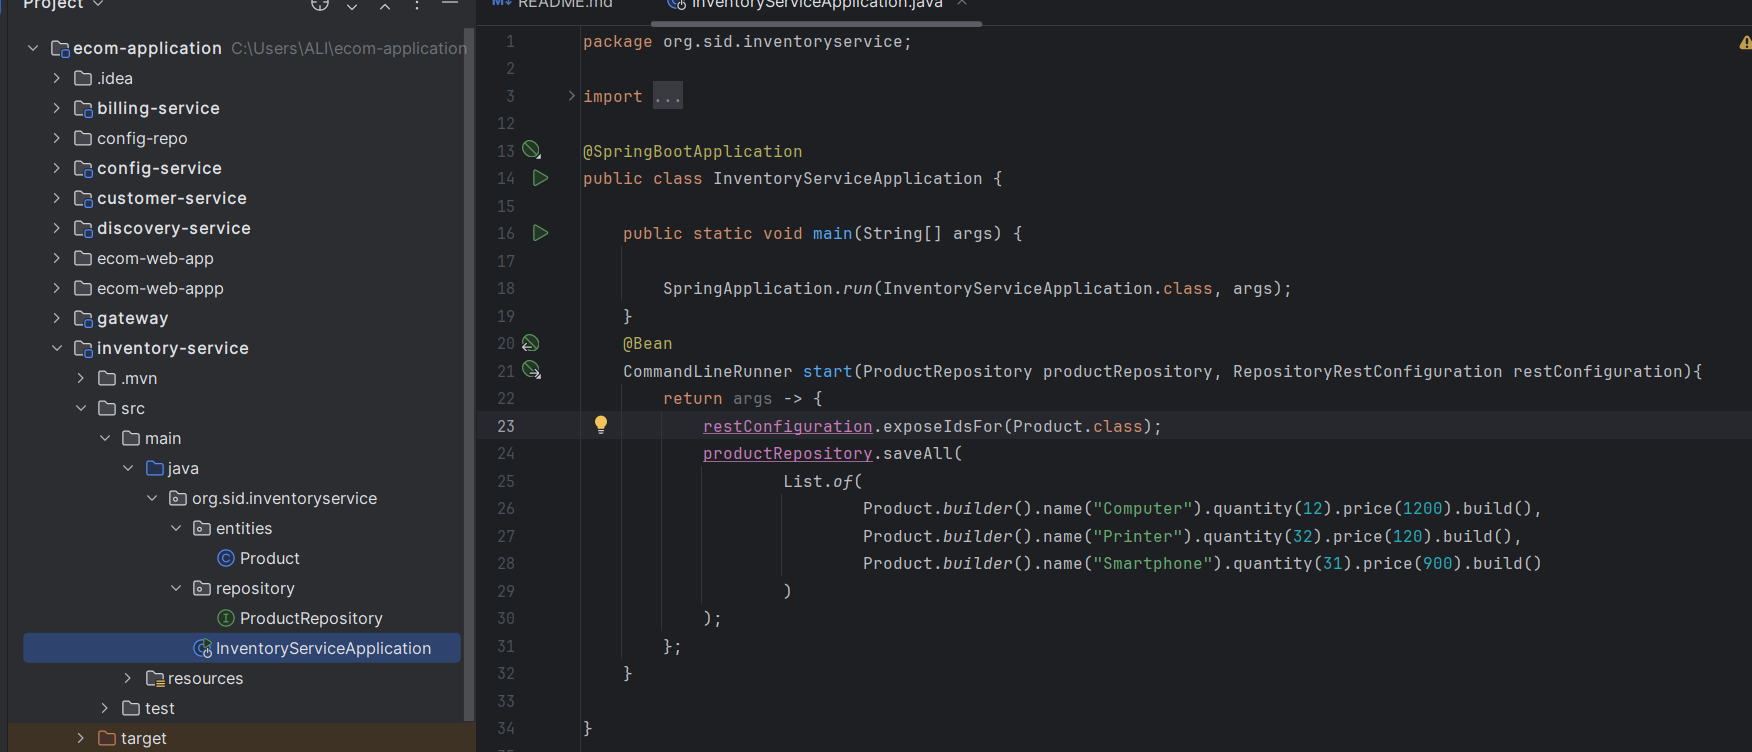 Project
README.md
InventoryServiceApplication.java
ecom-application C:\Users\ALI\ecom-application
.idea
billing-service
config-repo
config-service
customer-service
discovery-service
ecom-web-app
ecom-web-appp
gateway
inventory-service
.mvn
src
main
java
org.sid.inventoryservice
entities
Product
repository
ProductRepository
InventoryServiceApplication
resources
test
target
1 package org.sid.inventoryservice;
2
3 import ...
12
13 @SpringBootApplication
14 public class InventoryServiceApplication {
15
16 public static void main(String[] args) {
17
18 SpringApplication.run(InventoryServiceApplication.class, args);
19 }
20 @Bean
21 CommandLineRunner start(ProductRepository productRepository, RepositoryRestConfiguration restConfiguration){
22 return args -> {
23 restConfiguration.exposeIdsFor(Product.class);
24 productRepository.saveAll(
25 List.of(
26 Product.builder().name("Computer").quantity(12).price(1200).build(),
27 Product.builder().name("Printer").quantity(32).price(120).build(),
28 Product.builder().name("Smartphone").quantity(31).price(900).build()
29 )
30 );
31 };
32 }
33
34 }